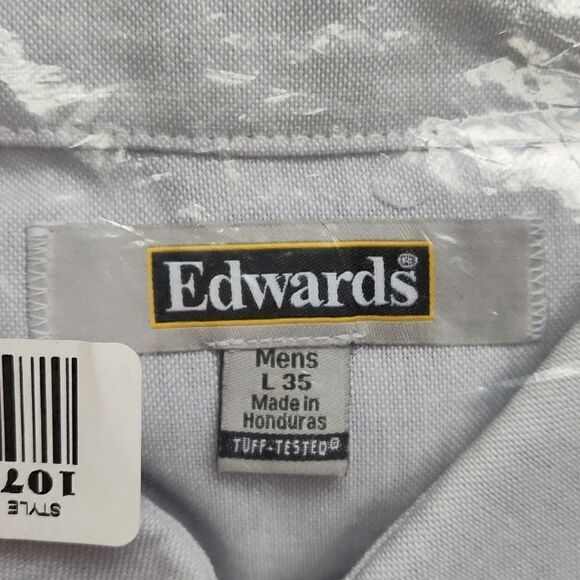 Edwards®
Mens
L 35
Made in
Honduras
TUFF-TESTED®
STYLE
107